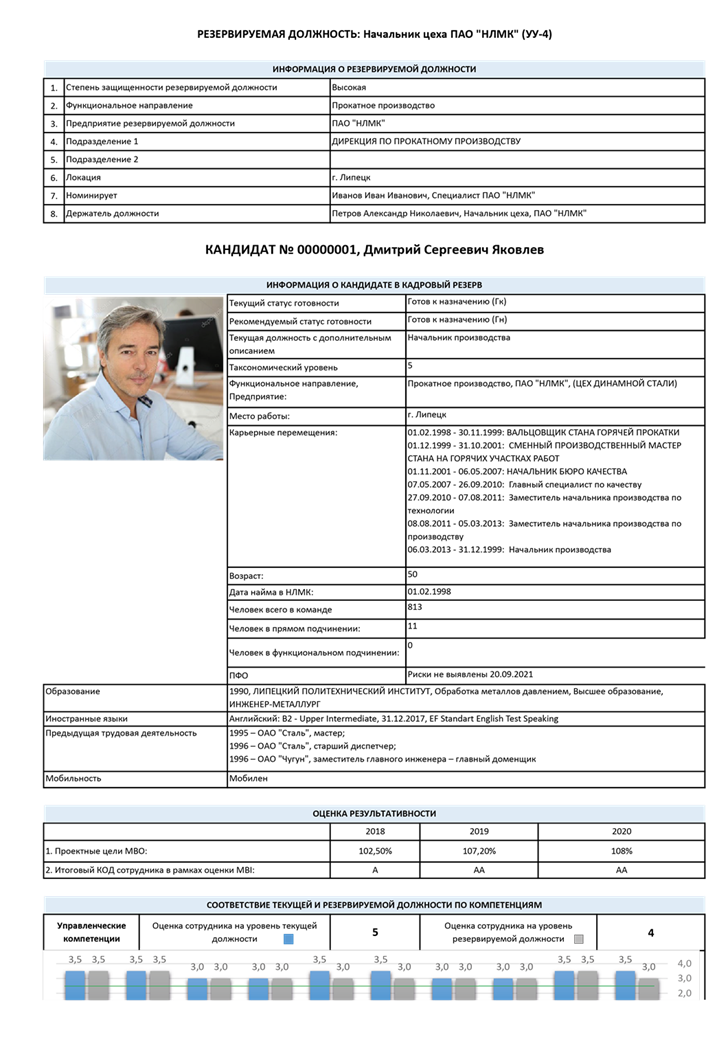 РЕЗЕРВИРУЕМАЯ ДОЛЖНОСТЬ: Начальник цеха ПАО "НЛМК" (УУ-4)
ИНФОРМАЦИЯ О РЕЗЕРВИРУЕМОЙ ДОЛЖНОСТИ
1. Степень защищенности резервируемой должности Высокая
2. Функциональное направление Прокатное производство
3. Предприятие резервируемой должности ПАО "НЛМК"
4. Подразделение 1 ДИРЕКЦИЯ ПО ПРОКАТНОМУ ПРОИЗВОДСТВУ
5. Подразделение 2
6. Локация г. Липецк
7. Номинирует Иванов Иван Иванович, Специалист ПАО "НЛМК"
8. Держатель должности Петров Александр Николаевич, Начальник цеха, ПАО "НЛМК"
КАНДИДАТ № 00000001, Дмитрий Сергеевич Яковлев
ИНФОРМАЦИЯ О КАНДИДАТЕ В КАДРОВЫЙ РЕЗЕРВ
Текущий статус готовности Готов к назначению (Гк)
Рекомендуемый статус готовности Готов к назначению (Гн)
Текущая должность с дополнительным Начальник производства
описанием
Таксономический уровень 5
Функциональное направление, Прокатное производство, ПАО "НЛМК", (ЦЕХ ДИНАМНОЙ СТАЛИ)
Предприятие:
Место работы: г. Липецк
Карьерные перемещения: 01.02.1998 - 30.11.1999: ВАЛЬЦОВЩИК СТАНА ГОРЯЧЕЙ ПРОКАТКИ
01.12.1999 - 31.10.2001: СМЕННЫЙ ПРОИЗВОДСТВЕННЫЙ МАСТЕР
СТАНА НА ГОРЯЧИХ УЧАСТКАХ РАБОТ
01.11.2001 - 06.05.2007: НАЧАЛЬНИК БЮРО КАЧЕСТВА
07.05.2007 - 26.09.2010: Главный специалист по качеству
27.09.2010 - 07.08.2011: Заместитель начальника производства по
технологии
08.08.2011 - 05.03.2013: Заместитель начальника производства по
производству
06.03.2013 - 31.12.1999: Начальник производства
Возраст: 50
Дата найма в НЛМК: 01.02.1998
Человек всего в команде 813
Человек в прямом подчинении: 11
Человек в функциональном подчинении: 0
ПФО Риски не выявлены 20.09.2021
Образование 1990, ЛИПЕЦКИЙ ПОЛИТЕХНИЧЕСКИЙ ИНСТИТУТ, Обработка металлов давлением, Высшее образование,
ИНЖЕНЕР-МЕТАЛЛУРГ
Иностранные языки Английский: B2 - Upper Intermediate, 31.12.2017, EF Standart English Test Speaking
Предыдущая трудовая деятельность 1995 – ОАО "Сталь", мастер;
1996 – ОАО "Сталь", старший диспетчер;
1996 – ОАО "Чугун", заместитель главного инженера – главный доменщик
Мобильность Мобилен
ОЦЕНКА РЕЗУЛЬТАТИВНОСТИ
2018 2019 2020
1. Проектные цели МВО: 102,50% 107,20% 108%
2. Итоговый КОД сотрудника в рамках оценки MBI: A AA AA
СООТВЕТСТВИЕ ТЕКУЩЕЙ И РЕЗЕРВИРУЕМОЙ ДОЛЖНОСТИ ПО КОМПЕТЕНЦИЯМ
Управленческие Оценка сотрудника на уровень текущей 5 Оценка сотрудника на уровень 4
компетенции должности резервируемой должности
3,5 3,5 3,5 3,5 3,0 3,0 3,0 3,0 3,5 3,0 3,5 3,0 3,0 3,0 3,0 3,0 3,5 3,5 3,5 3,0 4,0
3,0
2,0